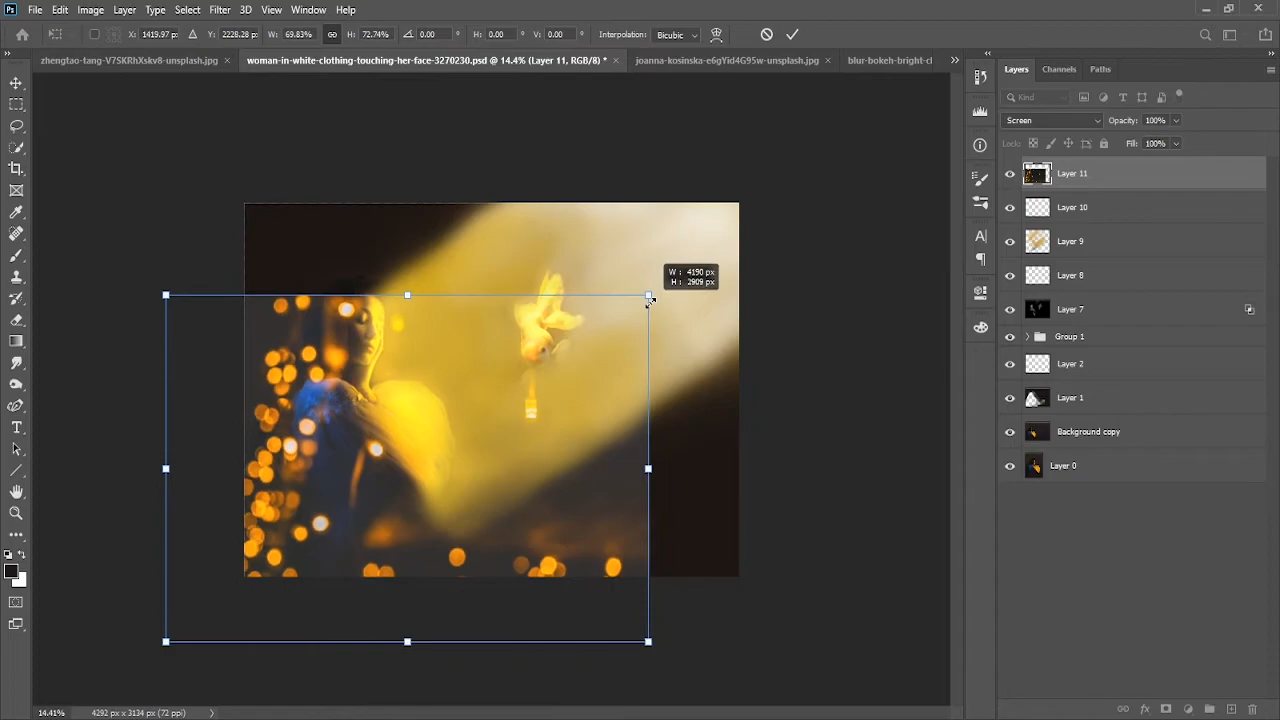 Ps File Edit Image Layer Type Select Filter 3D View Window Help
X: 1419.97 px Y: 2228.28 px W: 69.83% H: 72.74% 0.00 ° H: 0.00 ° V: 0.00 ° Interpolation: Bicubic
zhengtao-tang-V7SKRhXskv8-unsplash.jpg × woman-in-white-clothing-touching-her-face-3270230.psd @ 14.4% (Layer 11, RGB/8) * × joanna-kosinska-e6gYid4G95w-unsplash.jpg × blur-bokeh-bright-cl
Layers Channels Paths
Kind
Screen Opacity: 100%
Lock: Fill: 100%
Layer 11
Layer 10
Layer 9
Layer 8
Layer 7
Group 1
Layer 2
Layer 1
Background copy
Layer 0
W: 4190 px
H: 2909 px
14.41% 4292 px x 3134 px (72 ppi)